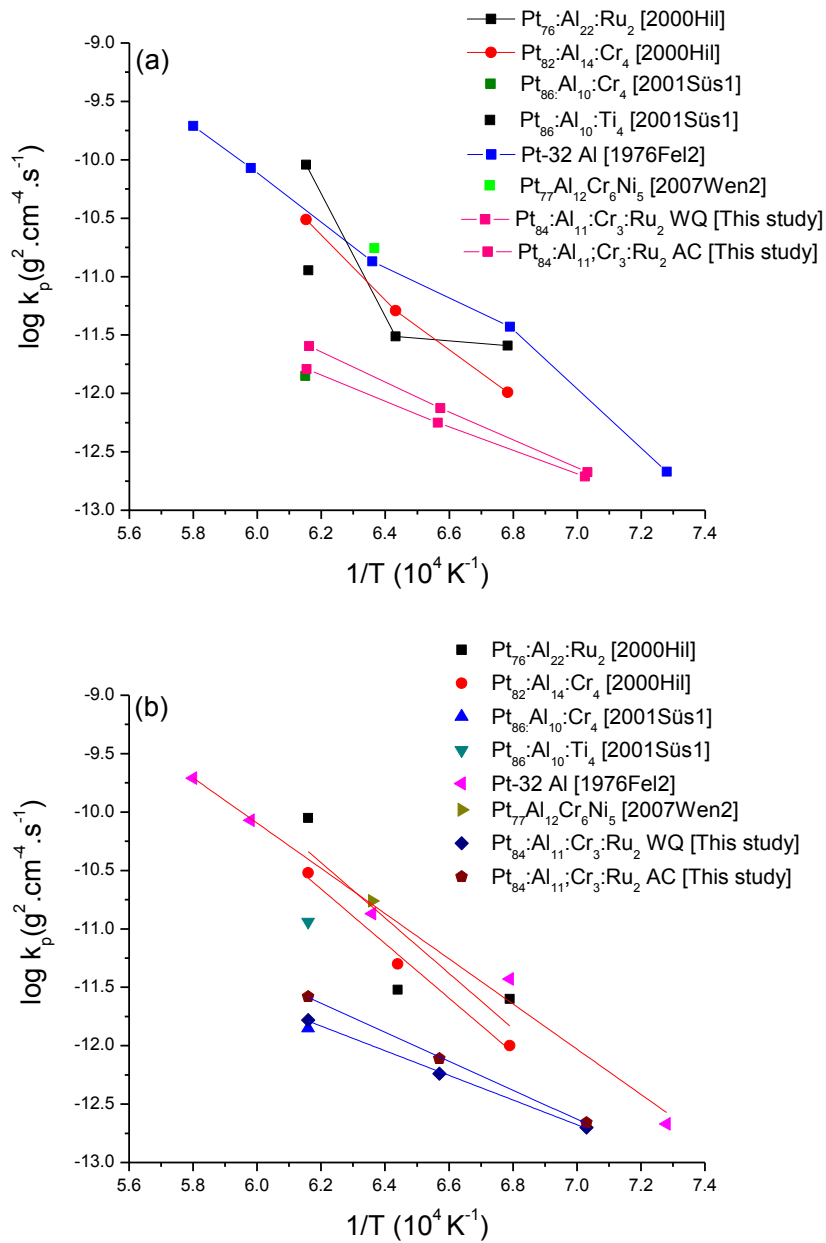 Pt76:Al22:Ru2 [2000Hil]
Pt82:Al14:Cr4 [2000Hil]
Pt86:Al10:Cr4 [2001Süs1]
Pt86:Al10:Ti4 [2001Süs1]
Pt-32 Al [1976Fel2]
Pt77Al12Cr6Ni5 [2007Wen2]
Pt84:Al11:Cr3:Ru2 WQ [This study]
Pt84:Al11;Cr3:Ru2 AC [This study]
(a)
log kp(g2.cm-4.s-1)
-9.0
-9.5
-10.0
-10.5
-11.0
-11.5
-12.0
-12.5
-13.0
5.6 5.8 6.0 6.2 6.4 6.6 6.8 7.0 7.2 7.4
1/T (10^4 K-1)
Pt76:Al22:Ru2 [2000Hil]
Pt82:Al14:Cr4 [2000Hil]
Pt86:Al10:Cr4 [2001Süs1]
Pt86:Al10:Ti4 [2001Süs1]
Pt-32 Al [1976Fel2]
Pt77Al12Cr6Ni5 [2007Wen2]
Pt84:Al11:Cr3:Ru2 WQ [This study]
Pt84:Al11;Cr3:Ru2 AC [This study]
(b)
log kp(g2.cm-4.s-1)
-9.0
-9.5
-10.0
-10.5
-11.0
-11.5
-12.0
-12.5
-13.0
5.6 5.8 6.0 6.2 6.4 6.6 6.8 7.0 7.2 7.4
1/T (10^4 K-1)